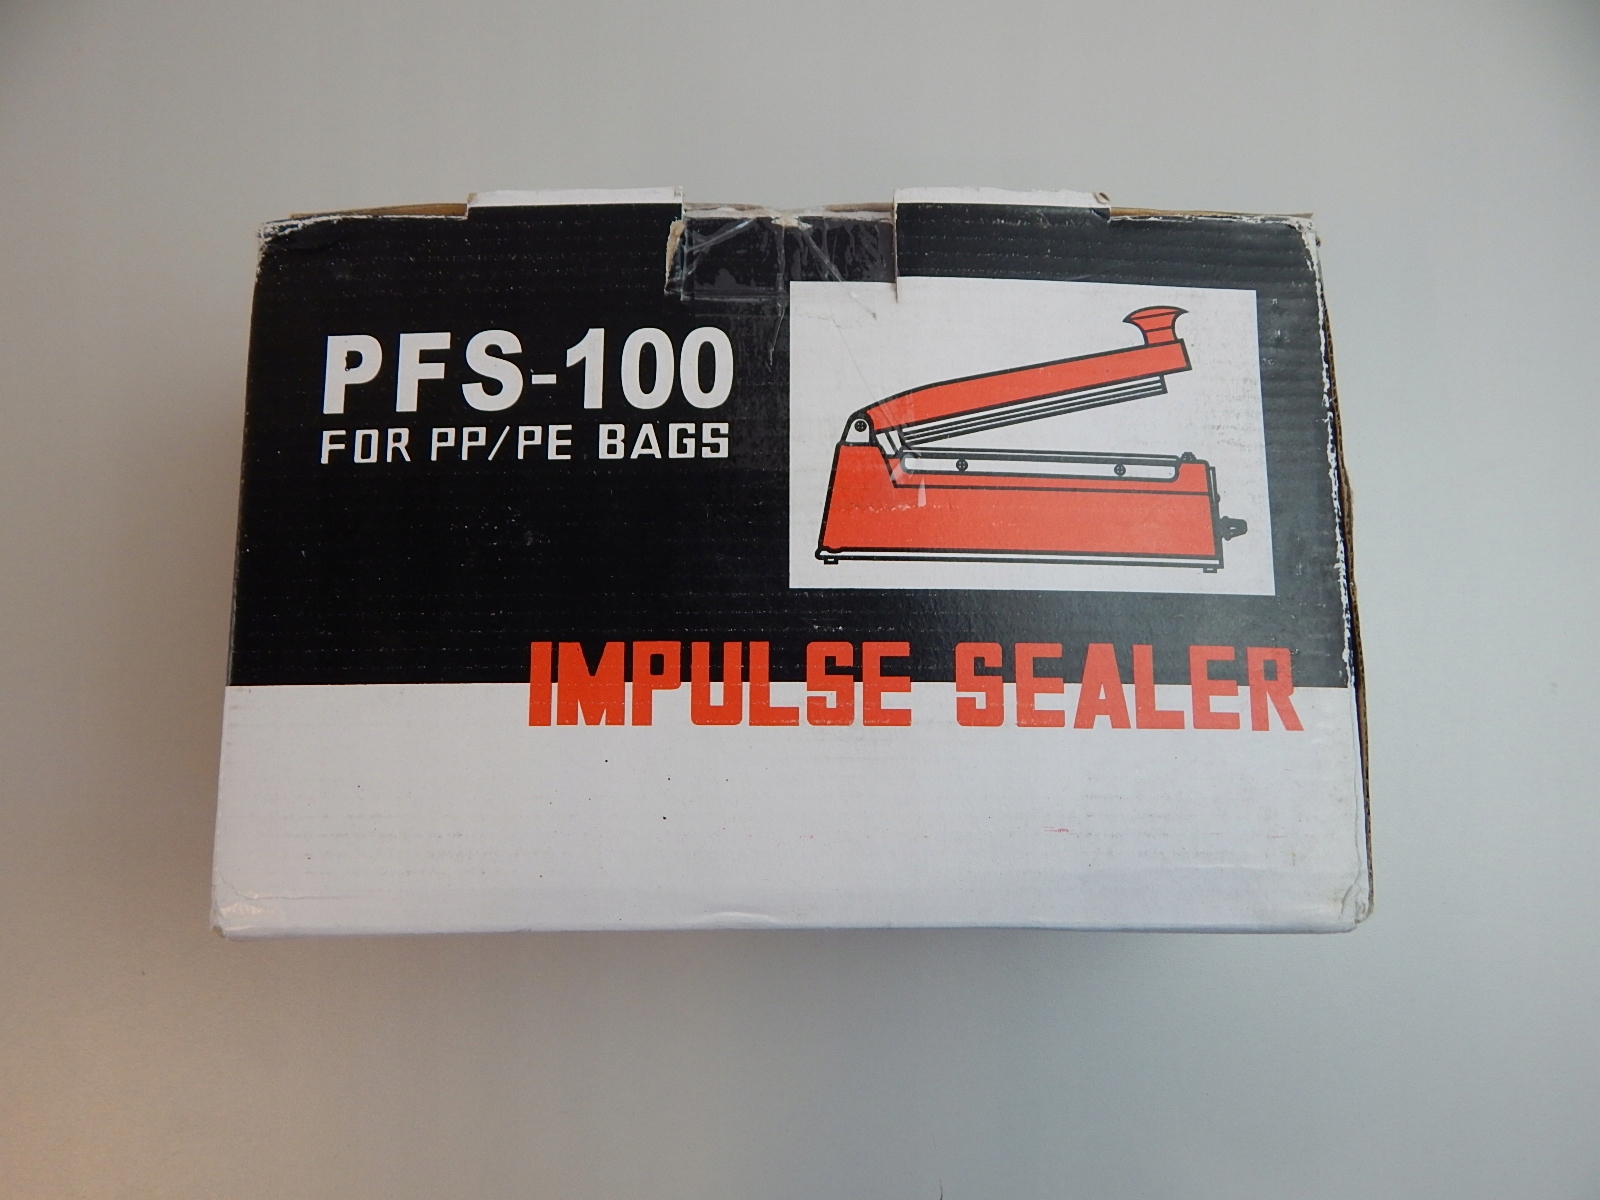 PFS-100
FOR PP/PE BAGS
IMPULSE SEALER